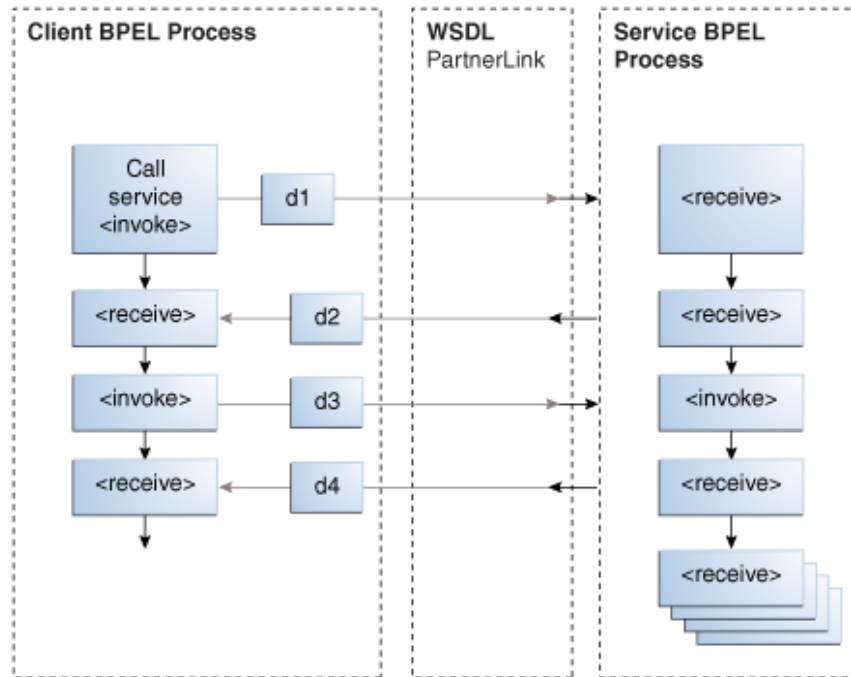 Client BPEL Process
WSDL
PartnerLink
Service BPEL
Process
Call
service
<invoke>
d1
<receive>
<receive>
d2
<receive>
<invoke>
d3
<invoke>
<receive>
d4
<receive>
<receive>